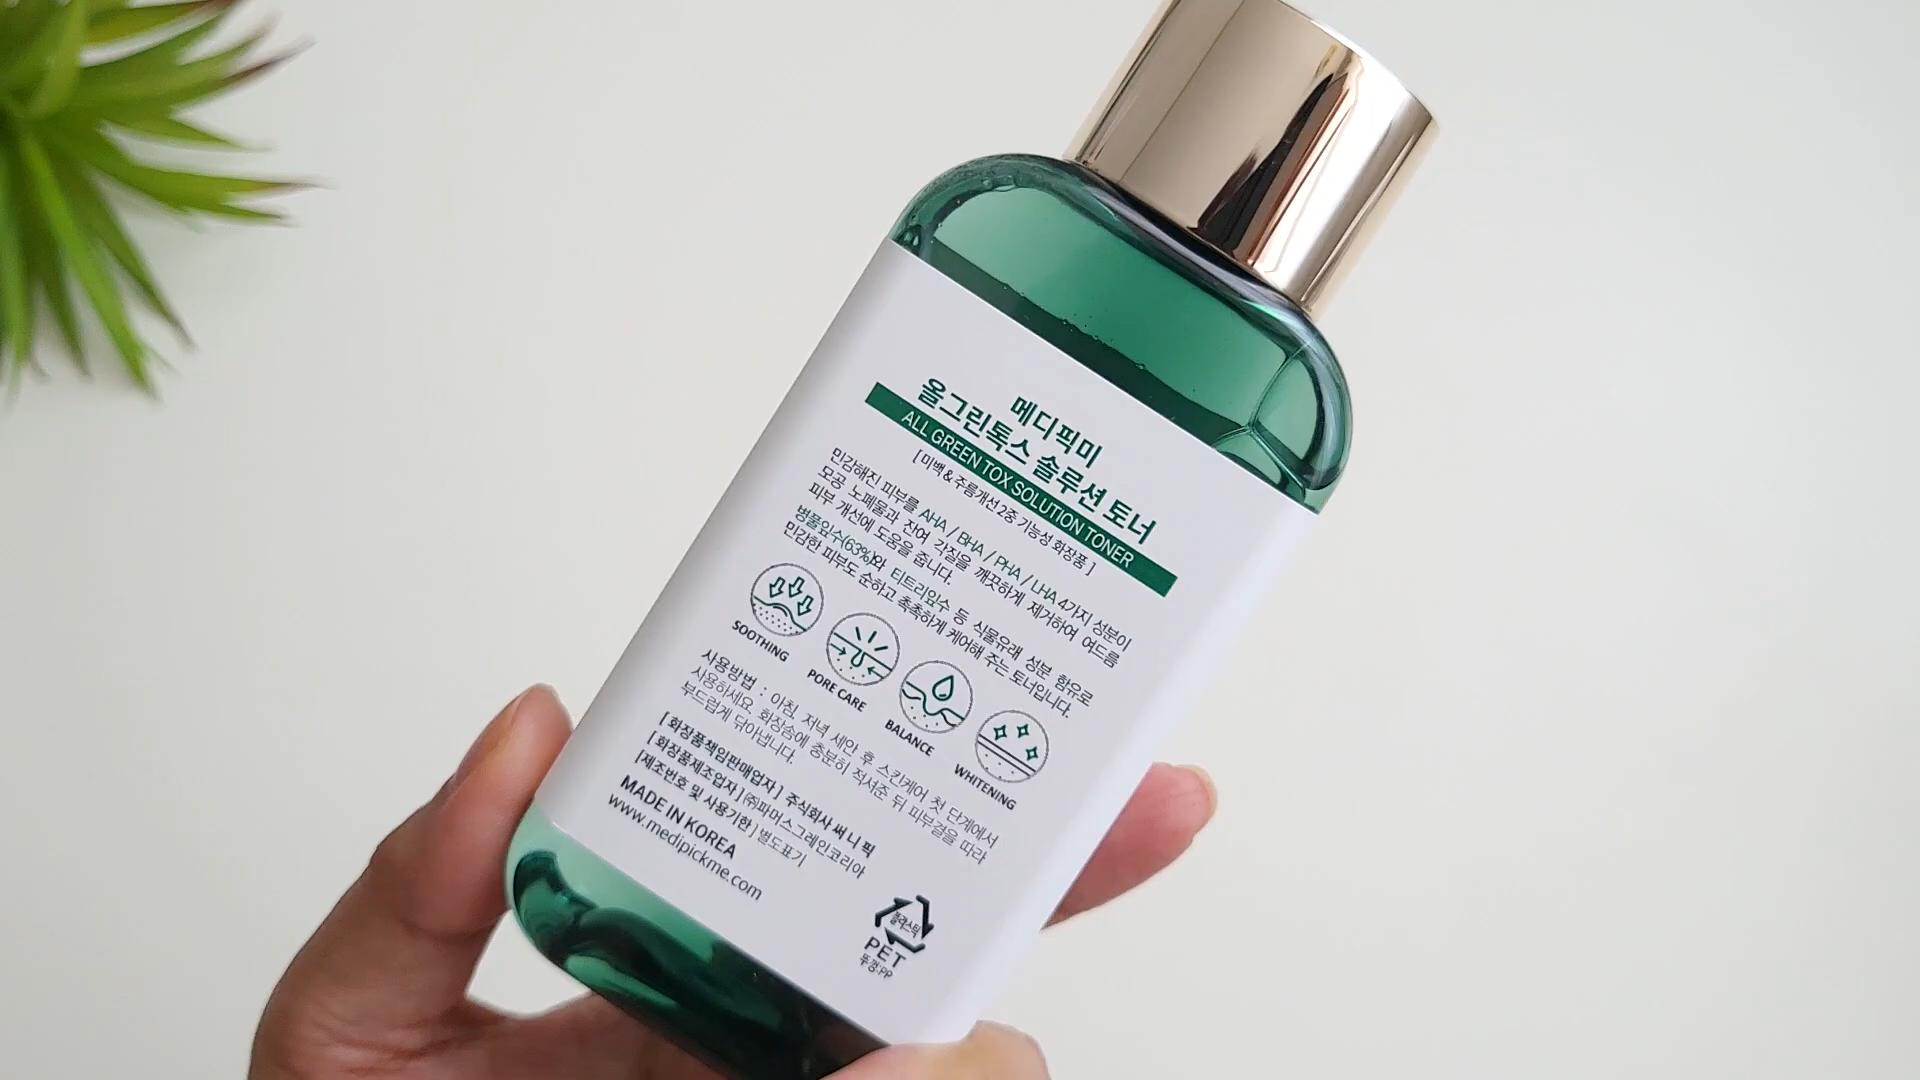 메디픽미
올그린톡스 솔루션 토너
ALL GREEN TOX SOLUTION TONER
[ 미백 & 주름개선 2중 기능성 화장품 ]
민감해진 피부를 AHA / BHA / PHA / LHA 4가지 성분이
모공 노폐물과 잔여 각질을 깨끗하게 제거하여 여드름
피부 개선에 도움을 줍니다.
병풀잎수(63%)와 티트리잎수 등 식물유래 성분 함유로
민감한 피부도 순하고 촉촉하게 케어해 주는 토너입니다.
SOOTHING
PORE CARE
BALANCE
WHITENING
사용방법 : 아침, 저녁 세안 후 스킨케어 첫 단계에서
사용하세요. 화장솜에 충분히 적셔준 뒤 피부결을 따라
부드럽게 닦아냅니다.
[ 화장품책임판매업자 ] 주식회사 써 니 픽
[ 화장품제조업자 ] ㈜파머스그레인코리아
[제조번호 및 사용기한 ] 별도표기
MADE IN KOREA
www.medipickme.com
플라스틱
PET
뚜껑:PP